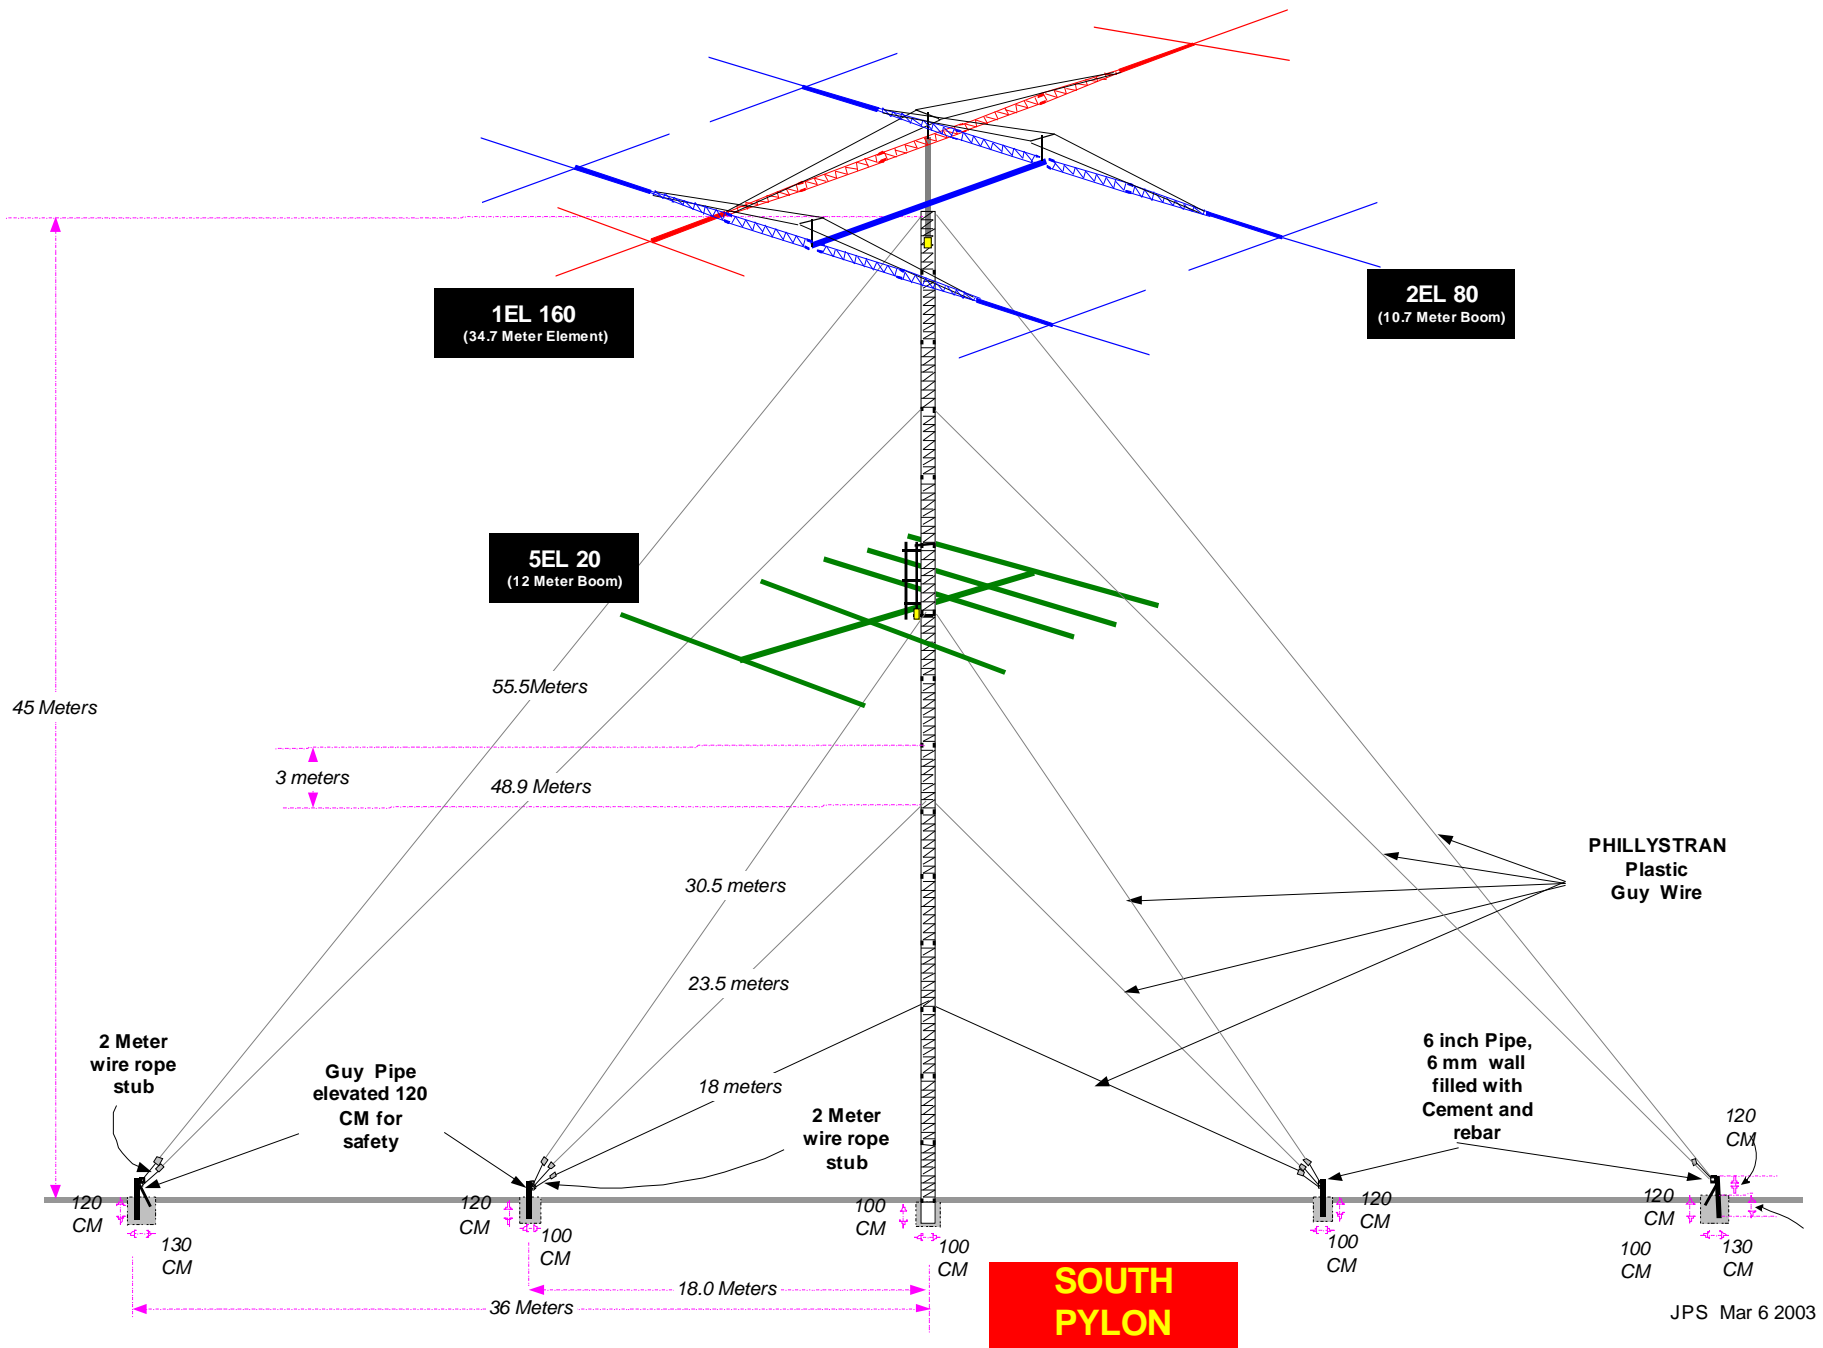 1EL 160
(34.7 Meter Element)
2EL 80
(10.7 Meter Boom)
5EL 20
(12 Meter Boom)
55.5Meters
45 Meters
3 meters
48.9 Meters
PHILLYSTRAN
Plastic
Guy Wire
30.5 meters
23.5 meters
2 Meter
wire rope
stub
Guy Pipe
elevated 120
CM for
safety
18 meters
2 Meter
wire rope
stub
6 inch Pipe,
6 mm wall
filled with
Cement and
rebar
120
CM
120
CM
130
CM
120
CM
100
CM
100
CM
100
CM
120
CM
100
CM
120
CM
100
CM
130
CM
18.0 Meters
36 Meters
SOUTH
PYLON
JPS Mar 6 2003